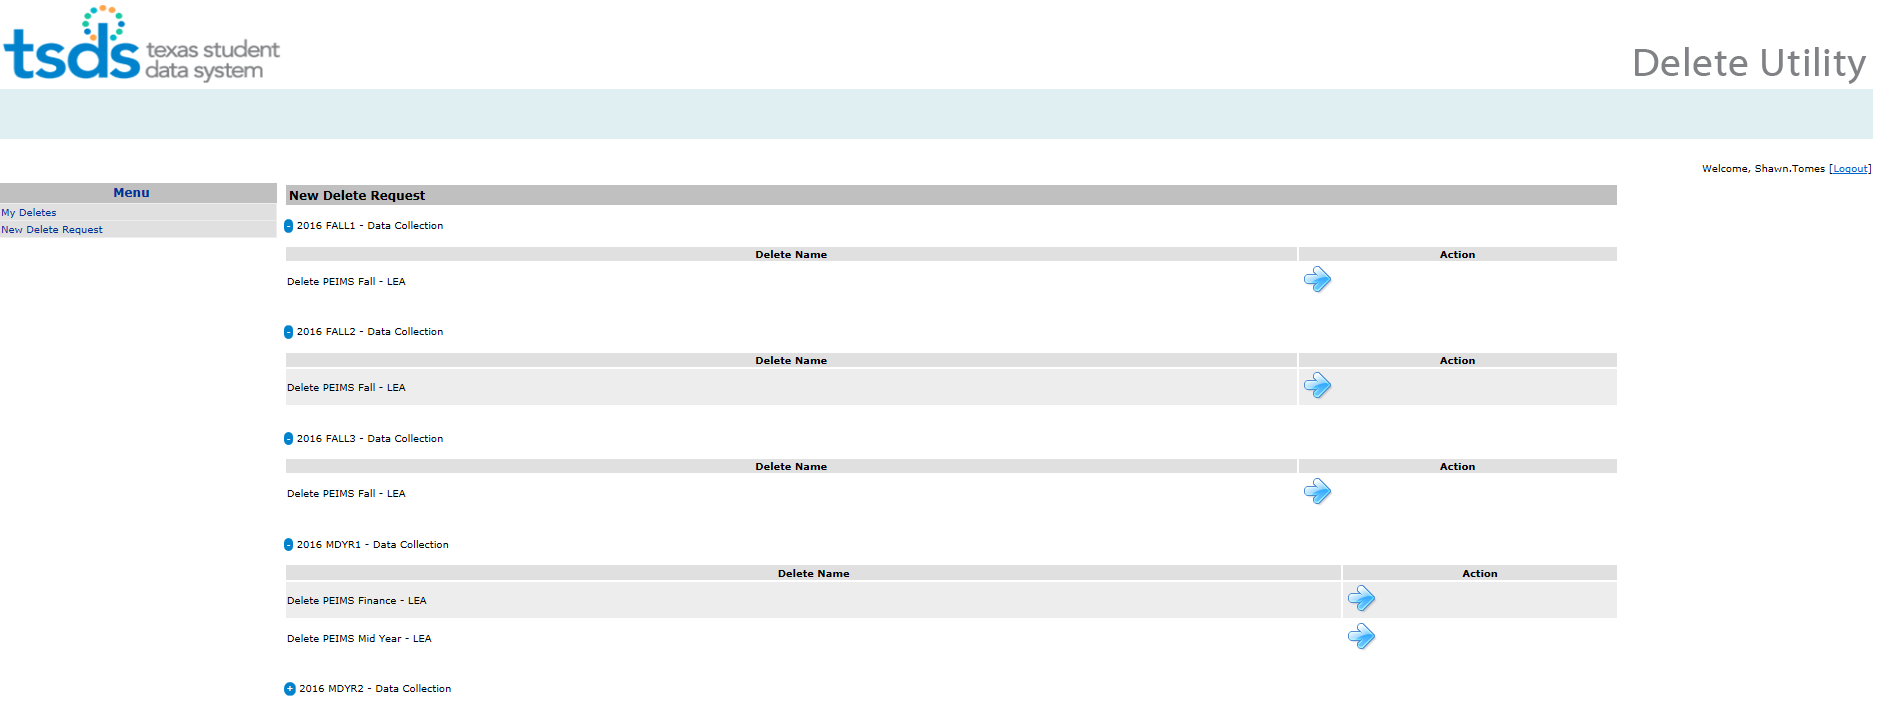 tsds texas student
data system
Delete Utility
Welcome, Shawn.Tomes [Logout]
Menu
My Deletes
New Delete Request
New Delete Request
- 2016 FALL1 - Data Collection
Delete Name Action
Delete PEIMS Fall - LEA
- 2016 FALL2 - Data Collection
Delete Name Action
Delete PEIMS Fall - LEA
- 2016 FALL3 - Data Collection
Delete Name Action
Delete PEIMS Fall - LEA
- 2016 MDYR1 - Data Collection
Delete Name Action
Delete PEIMS Finance - LEA
Delete PEIMS Mid Year - LEA
+ 2016 MDYR2 - Data Collection